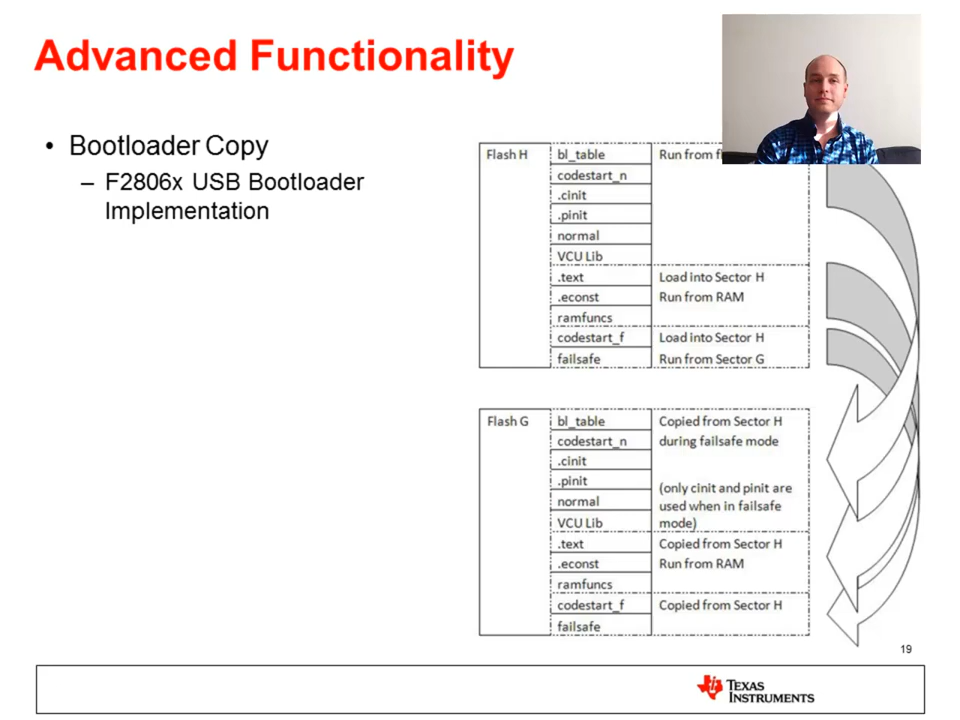 Advanced Functionality
• Bootloader Copy
– F2806x USB Bootloader
Implementation
Flash H
bl_table
Run from
codestart_n
.cinit
.pinit
normal
VCU Lib
.text
Load into Sector H
.econst
Run from RAM
ramfuncs
codestart_f
Load into Sector H
failsafe
Run from Sector G
Flash G
bl_table
Copied from Sector H
codestart_n
during failsafe mode
.cinit
.pinit
(only cinit and pinit are
normal
used when in failsafe
VCU Lib
mode)
.text
Copied from Sector H
.econst
Run from RAM
ramfuncs
codestart_f
Copied from Sector H
failsafe
19
TEXAS
INSTRUMENTS